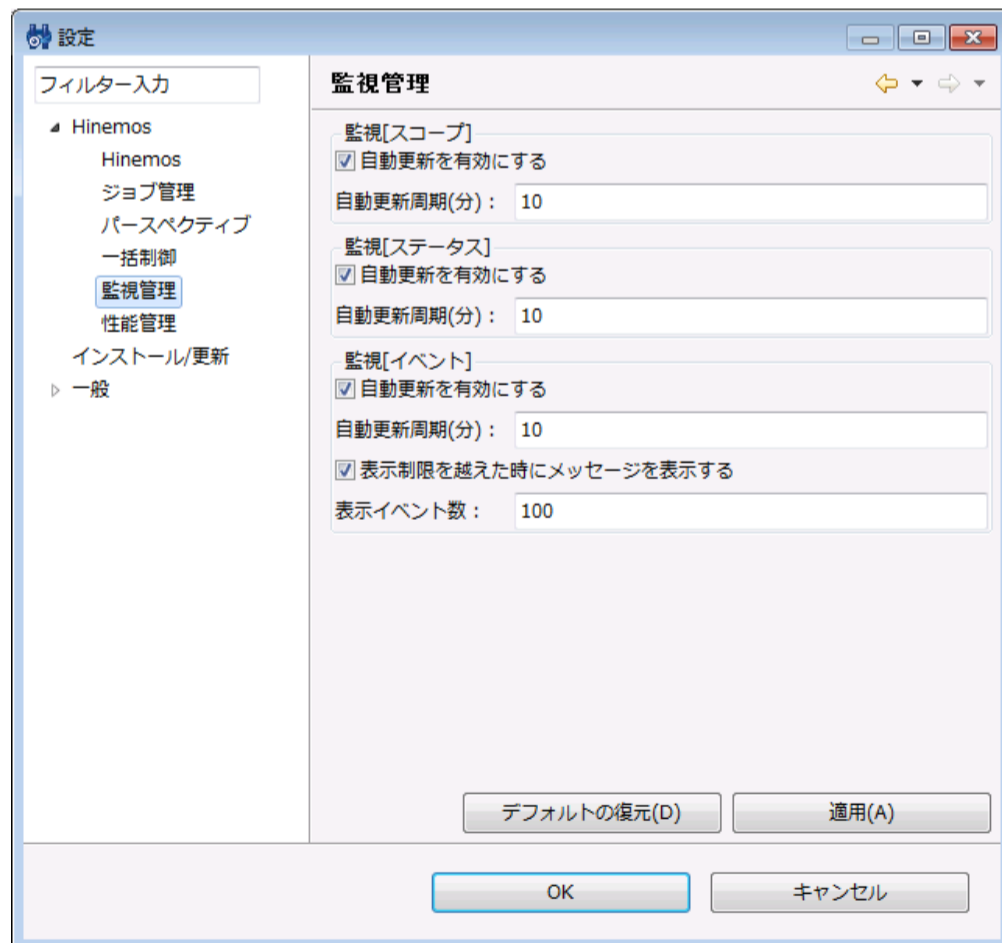 設定
フィルター入力
Hinemos
Hinemos
ジョブ管理
パースペクティブ
一括制御
監視管理
性能管理
インストール/更新
一般
監視管理
監視[スコープ]
自動更新を有効にする
自動更新周期(分)： 10
監視[ステータス]
自動更新を有効にする
自動更新周期(分)： 10
監視[イベント]
自動更新を有効にする
自動更新周期(分)： 10
表示制限を越えた時にメッセージを表示する
表示イベント数： 100
デフォルトの復元(D) 適用(A)
OK キャンセル